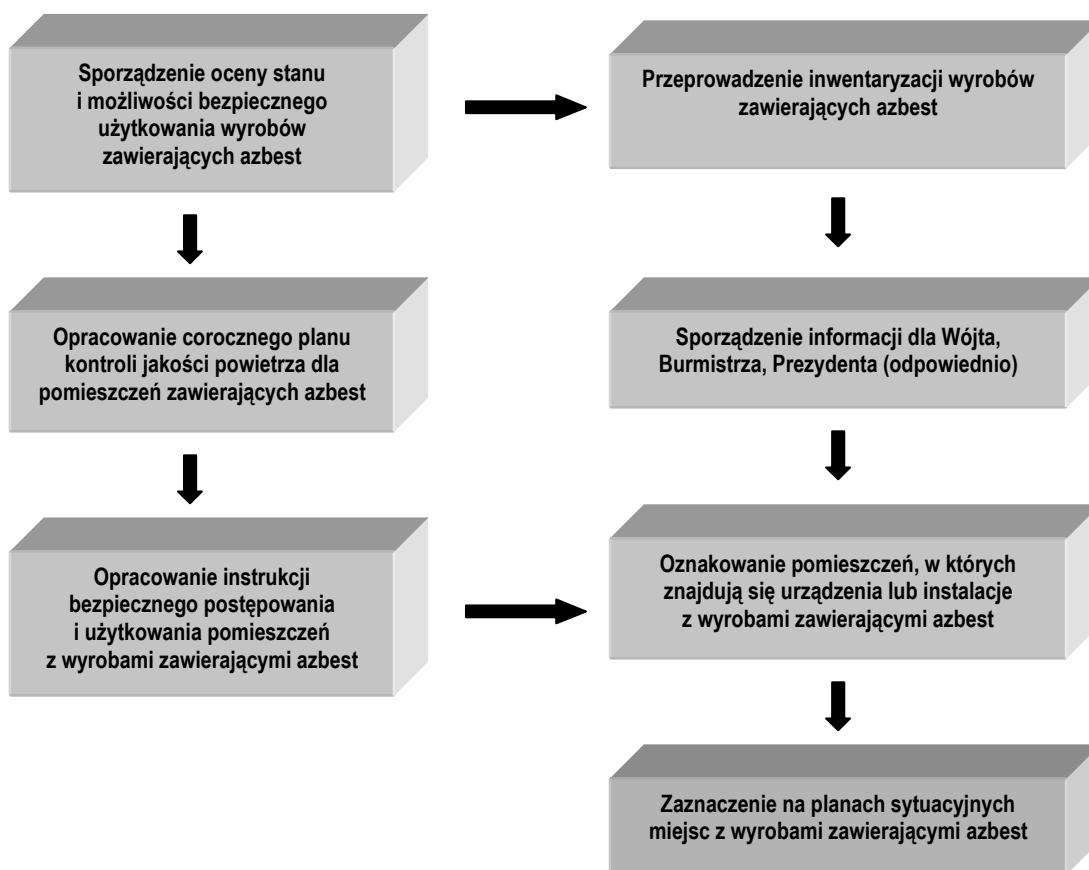 Sporządzenie oceny stanu
i możliwości bezpiecznego
użytkowania wyrobów
zawierających azbest
Przeprowadzenie inwentaryzacji wyrobów
zawierających azbest
Opracowanie corocznego planu
kontroli jakości powietrza dla
pomieszczeń zawierających azbest
Sporządzenie informacji dla Wójta,
Burmistrza, Prezydenta (odpowiednio)
Opracowanie instrukcji
bezpiecznego postępowania
i użytkowania pomieszczeń
z wyrobami zawierającymi azbest
Oznakowanie pomieszczeń, w których
znajdują się urządzenia lub instalacje
z wyrobami zawierającymi azbest
Zaznaczenie na planach sytuacyjnych
miejsc z wyrobami zawierającymi azbest